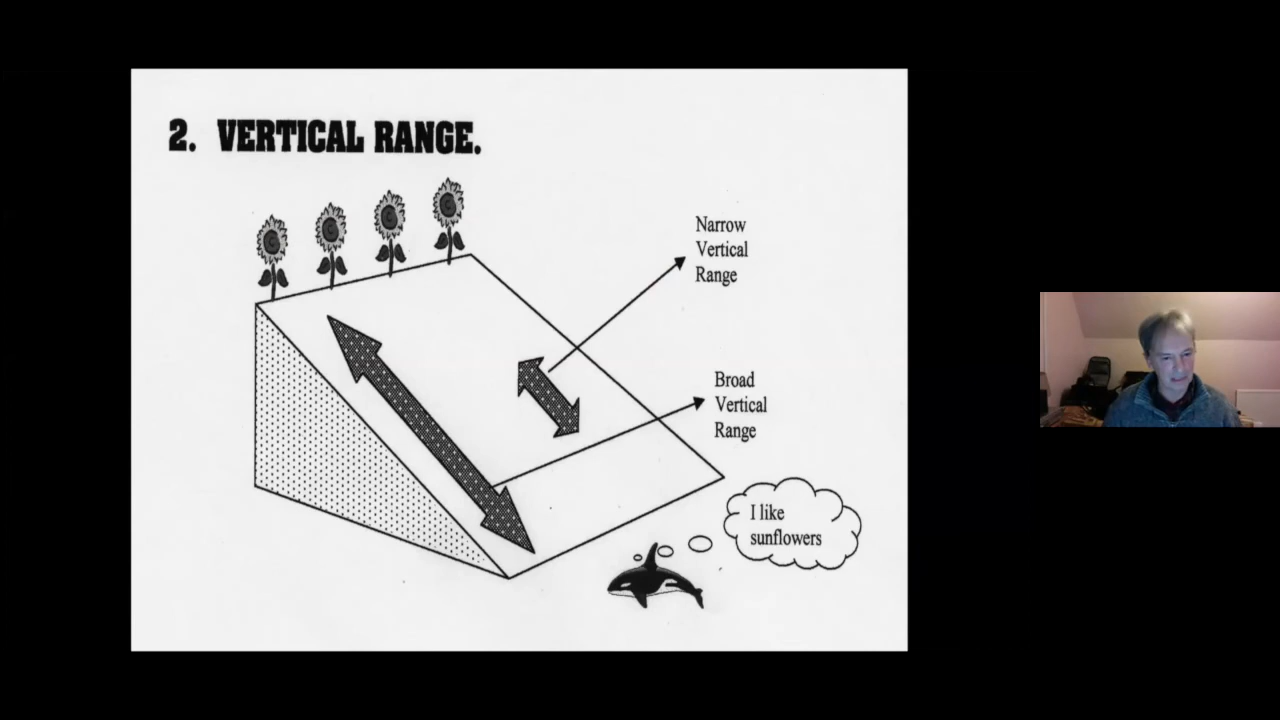 2. VERTICAL RANGE.
Narrow
Vertical
Range
Broad
Vertical
Range
I like
sunflowers